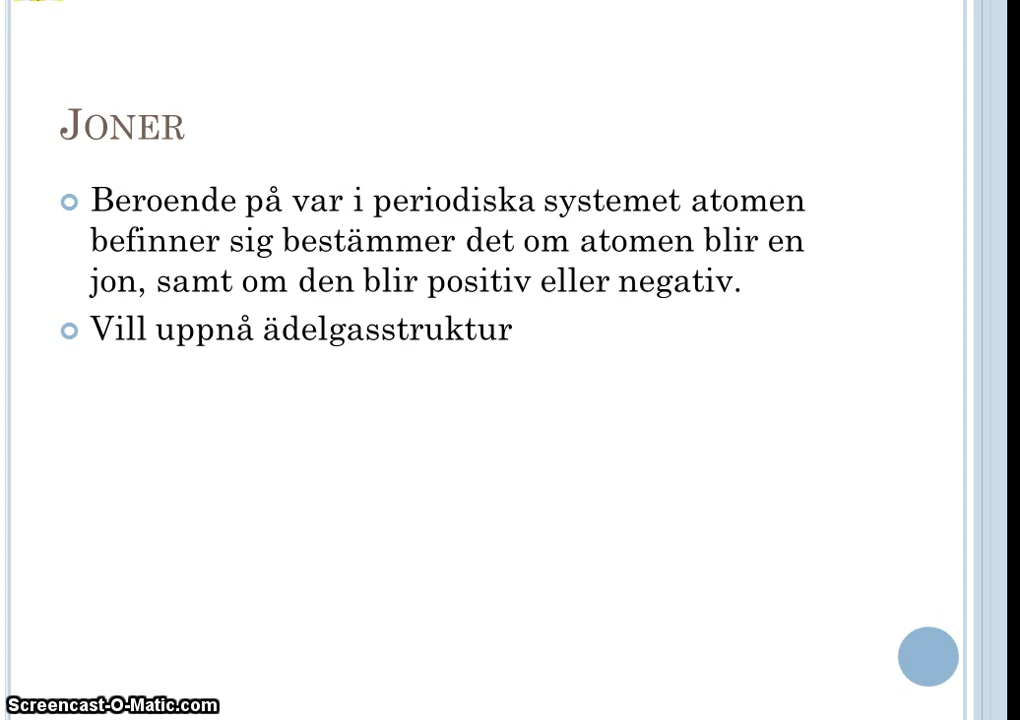 JONER
Beroende på var i periodiska systemet atomen
befinner sig bestämmer det om atomen blir en
jon, samt om den blir positiv eller negativ.
Vill uppnå ädelgasstruktur
Screencast-O-Matic.com